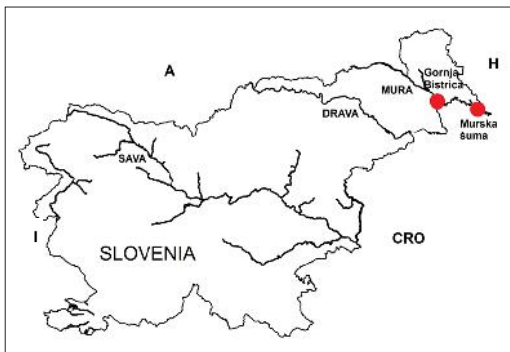 A
H
Gornja
Bistrica
MURA
DRAVA
Murska
šuma
SAVA
I
SLOVENIA
CRO